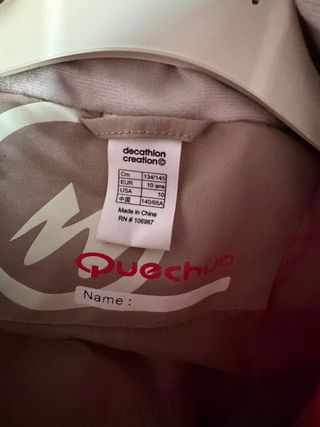 decathlon
creation©
Cm 134/145
EUR 10 ans
USA 10
中国 140/68A
Made in China
RN # 106987
Quechua
Name :